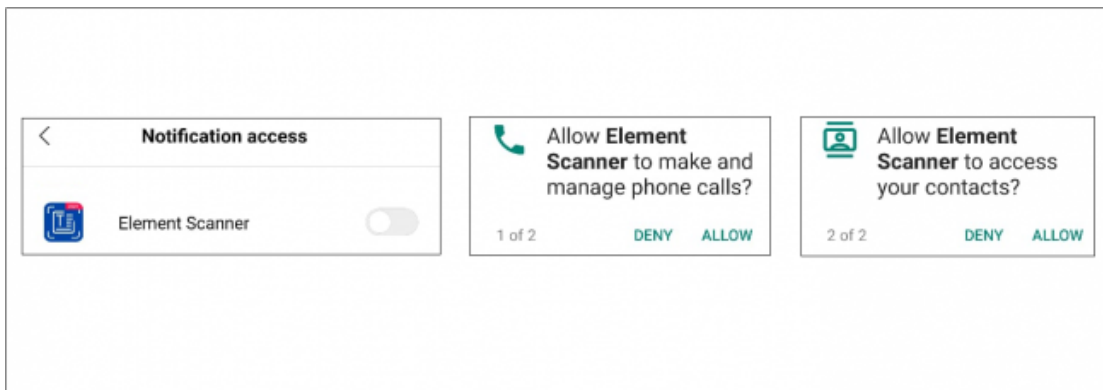 Notification access
Element Scanner
Allow Element
Scanner to make and
manage phone calls?
1 of 2 DENY ALLOW
Allow Element
Scanner to access
your contacts?
2 of 2 DENY ALLOW